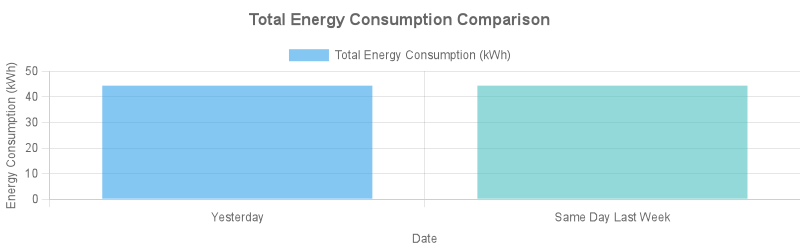 Total Energy Consumption Comparison
Total Energy Consumption (kWh)
Energy Consumption (kWh)
50
40
30
20
10
0
Yesterday
Same Day Last Week
Date